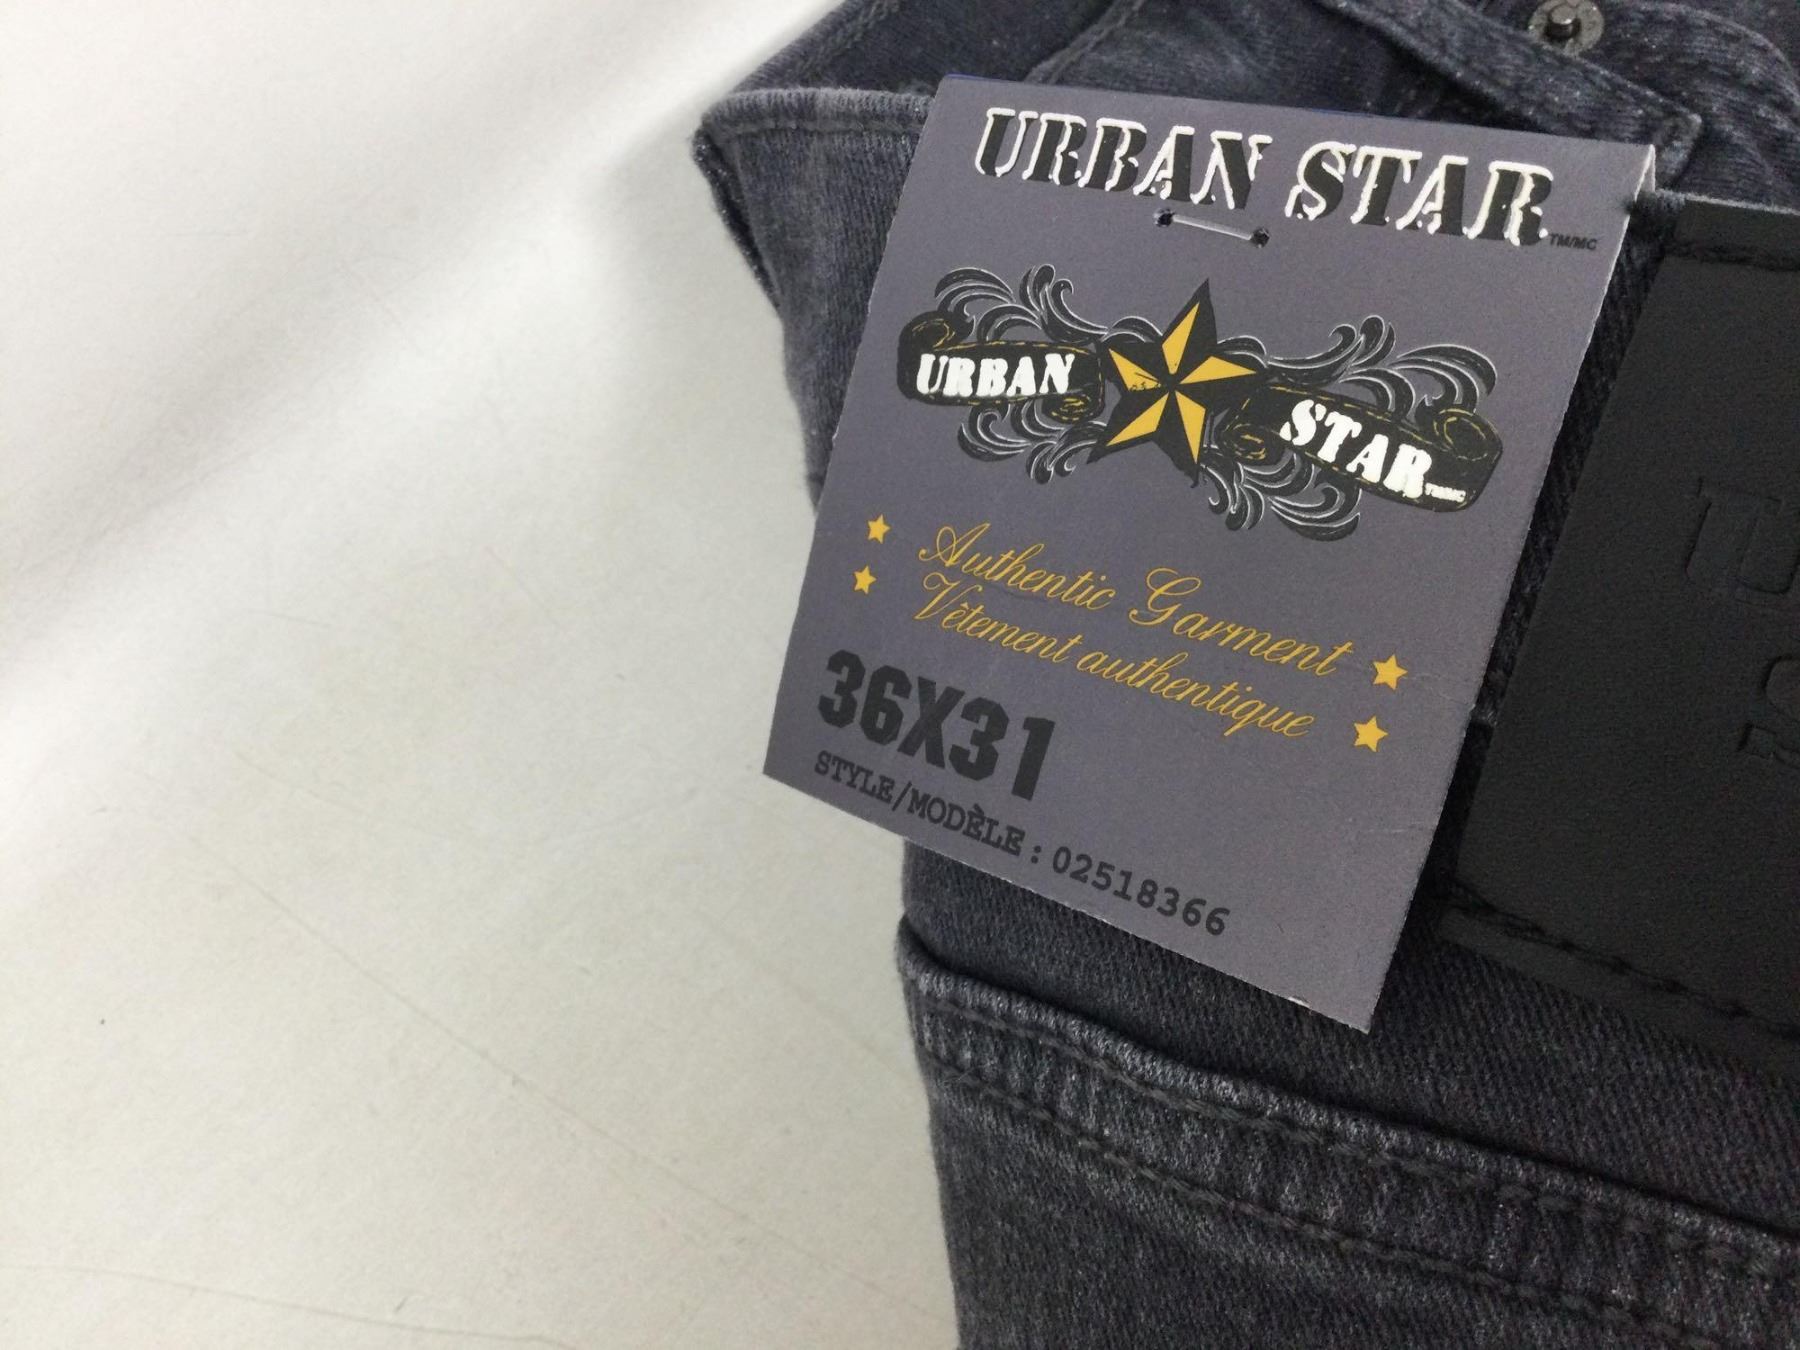 URBAN STAR TM/MC
URBAN STAR TM/MC
Authentic Garment
Vêtement authentique
36X31
STYLE/MODÈLE : 02518366